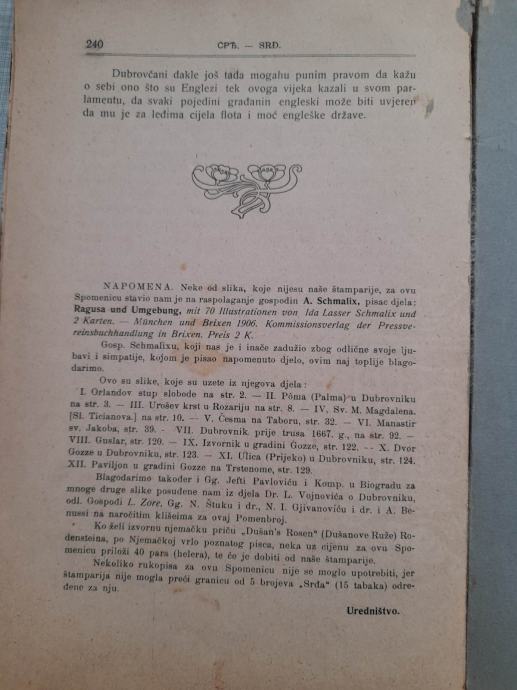 240
СРЂ. — SRĐ.
Dubrovčani dakle još tada mogahu punim pravom da kažu
o sebi ono što su Englezi tek ovoga vijeka kazali u svom par-
lamentu, da svaki pojedini građanin engleski može biti uvjeren
da mu je za leđima cijela flota i moć engleške države.
NAPOMENA. Neke od slika, koje nijesu naše štamparije, za ovu
Spomenicu stavio nam je na raspolaganje gospodin A. Schmalix, pisac djela:
Ragusa und Umgebung, mit 70 Illustrationen von Ida Lasser Schmalix und
2 Karten. — München und Brixen 1906. Kommissionsverlag der Pressve-
reinsbuchhandlung in Brixen. Preis 2 K.
Gosp. Schmalixu, koji nas je i inače zadužio zbog odlične svoje lju-
bavi i simpatije, kojom je pisao napomenuto djelo, ovim naj toplije blago-
darimo.
Ovo su slike, koje su uzete iz njegova djela:
I. Orlandov stup slobode na str. 2. — II. Pôma (Palma) u Dubrovniku
na str. 3. — III. Urošev krst u Rozariju na str. 8. — IV. Sv. M. Magdalena.
[Sl. Ticianova.] na str. 10. — V. Česma na Taboru, str. 32. — VI. Manastir
sv. Jakoba, str. 39. - VII. Dubrovnik prije trusa 1667. g., na str. 92. —
VIII. Guslar, str. 120. — IX. Izvornik u gradini Gozze, str. 122. -- X. Dvor
Gozze u Dubrovniku, str. 123. — XI. Ulica (Prijeko) u Dubrovniku, str. 124.
XII. Paviljon u gradini Gozze na Trstenome, str. 129.
Blagodarimo također i Gg. Jefti Pavloviću i Komp. u Biogradu za
mnoge druge slike posuđene nam iz djela Dr. L. Vojnovića o Dubrovniku,
odl. Gospođi L. Zore, Gg. N. Štuku i dr., N. I. Gjivanoviću i dr. i A. Be-
nussi na naročitim klišeima za ovaj Pomenbroj.
Ko želi izvornu njemačku priču „Dušan's Rosen" (Dušanove Ruže) Ro-
densteina, po Njemačkoj vrlo poznatog pisca, neka uz cijenu za ovu Spo-
menicu priloži 40 para (helera), te će je dobiti od naše štamparije.
Nekoliko rukopisa za ovu Spomenicu nije se moglo upotrebiti, jer
štamparija nije mogla preći granicu od 5 brojeva „Srđa" (15 tabaka) odre-
đene za nju.
Uredništvo.